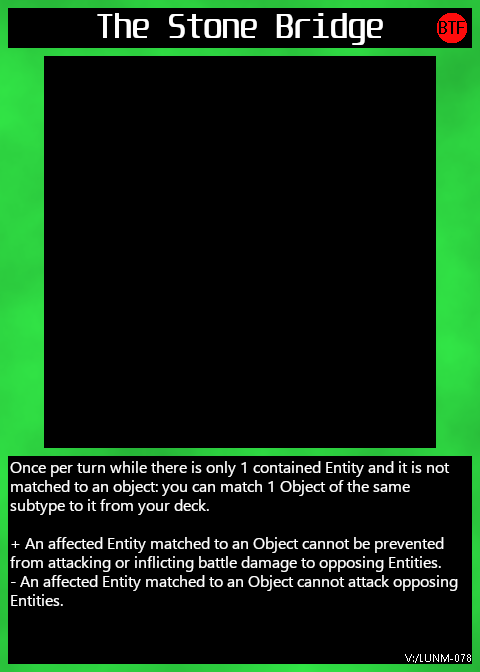 The Stone Bridge
BTF
Once per turn while there is only 1 contained Entity and it is not
matched to an object: you can match 1 Object of the same
subtype to it from your deck.
+ An affected Entity matched to an Object cannot be prevented
from attacking or inflicting battle damage to opposing Entities.
- An affected Entity matched to an Object cannot attack opposing
Entities.
V:/LUNM-078